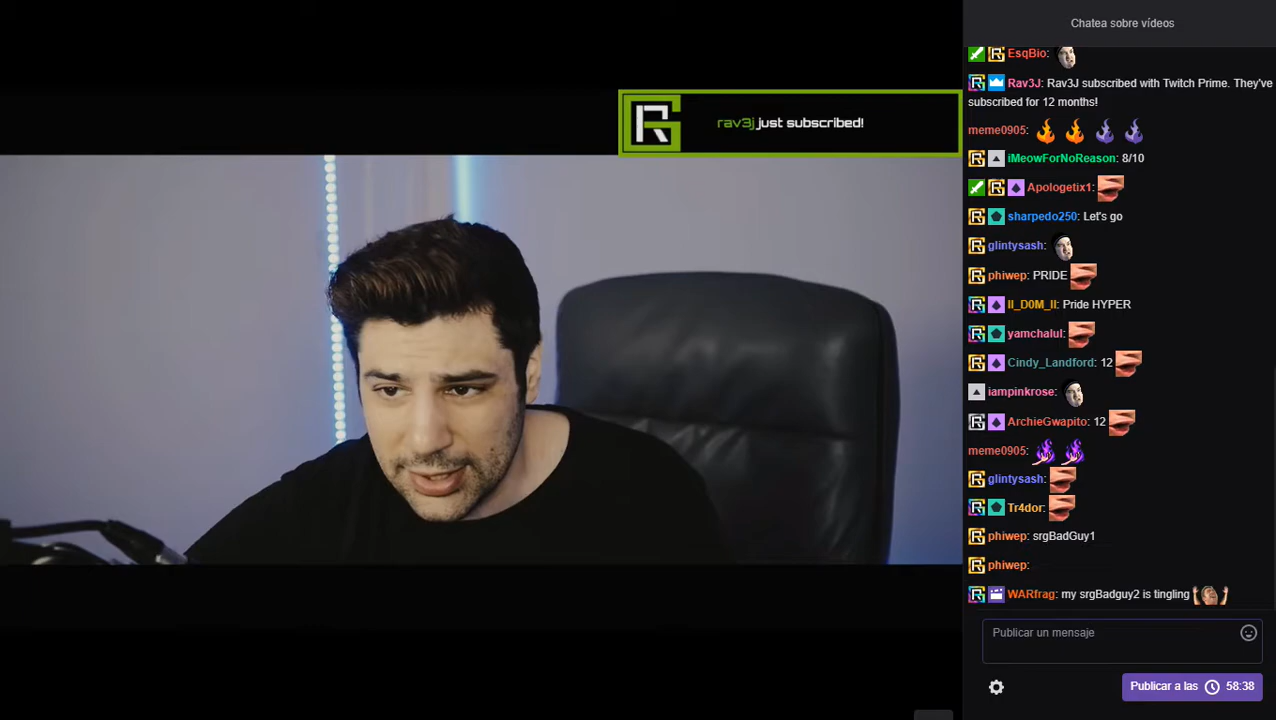 Chatea sobre vídeos
EsqBio:
Rav3J: Rav3J subscribed with Twitch Prime. They've
subscribed for 12 months!
rav3j just subscribed!
meme0905:
iMeowForNoReason: 8/10
Apologetix1:
sharpedo250: Let's go
glintysash:
phiwep: PRIDE
II_D0M_II: Pride HYPER
yamchalul:
Cindy_Landford: 12
iampinkrose:
ArchieGwapito: 12
meme0905:
glintysash:
Tr4dor:
phiwep: srgBadGuy1
phiwep:
WARfrag: my srgBadguy2 is tingling
Publicar un mensaje
Publicar a las 58:38